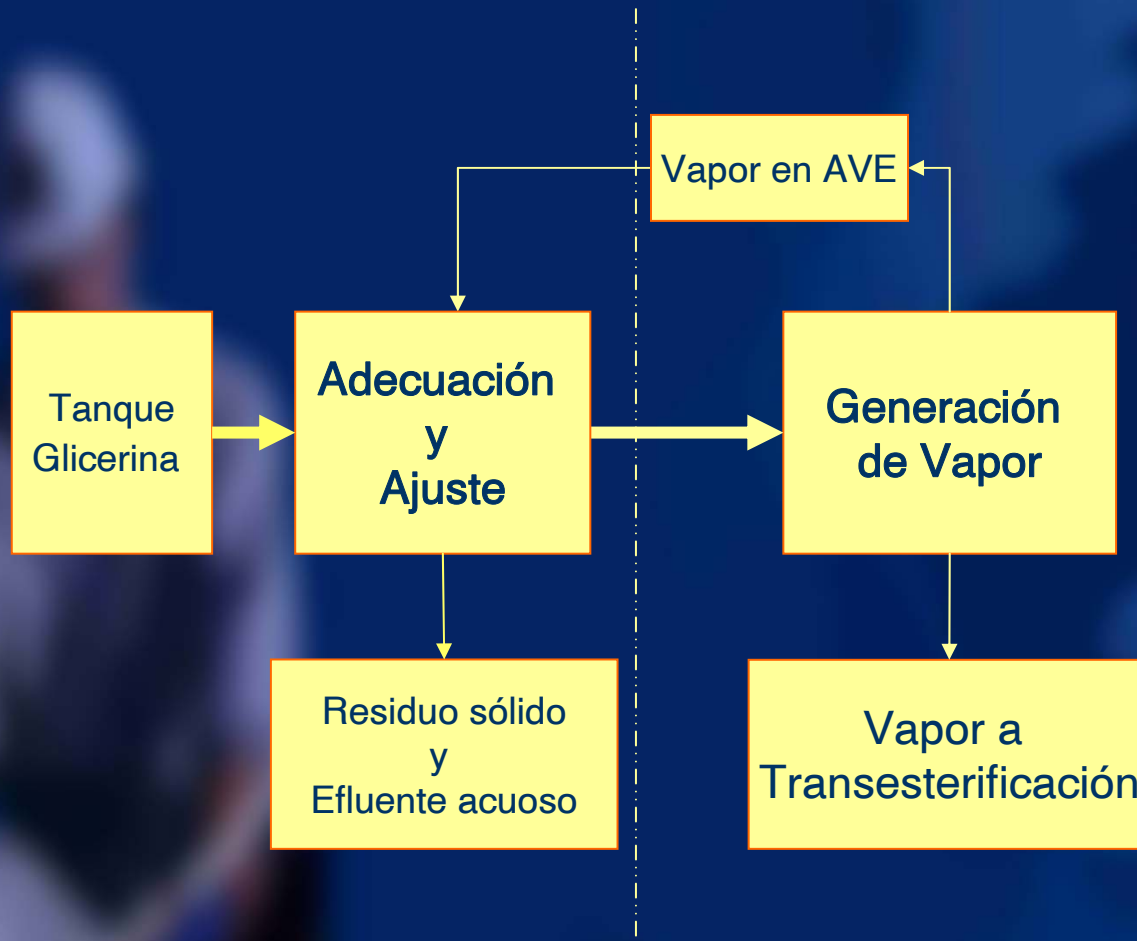 Vapor en AVE
Tanque
Glicerina
Adecuación
y
Ajuste
Generación
de Vapor
Residuo sólido
y
Efluente acuoso
Vapor a
Transesterificación